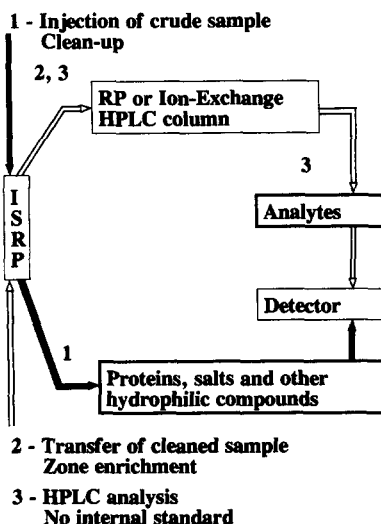 1 - Injection of crude sample
Clean-up
2, 3
RP or Ion-Exchange
HPLC column
3
I
S
R
P
Analytes
Detector
1
Proteins, salts and other
hydrophilic compounds
2 - Transfer of cleaned sample
Zone enrichment
3 - HPLC analysis
No internal standard